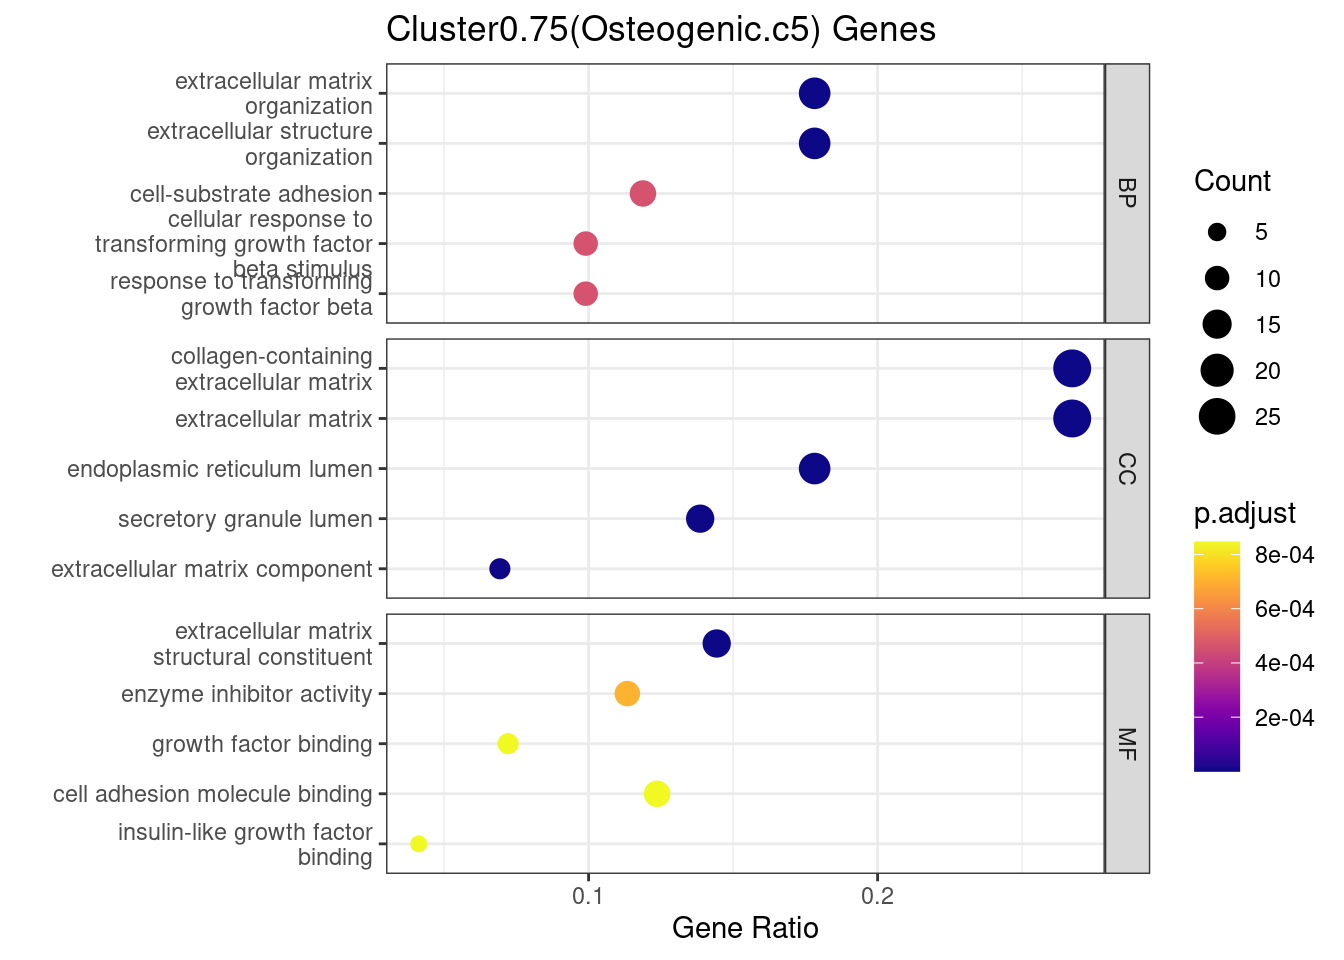 Cluster0.75(Osteogenic.c5) Genes
extracellular matrix
organization
extracellular structure
organization
cell-substrate adhesion
cellular response to
transforming growth factor
beta stimulus
response to transforming
growth factor beta
BP
collagen-containing
extracellular matrix
extracellular matrix
endoplasmic reticulum lumen
secretory granule lumen
extracellular matrix component
CC
extracellular matrix
structural constituent
enzyme inhibitor activity
growth factor binding
cell adhesion molecule binding
insulin-like growth factor
binding
MF
0.1
0.2
Gene Ratio
Count
5
10
15
20
25
p.adjust
8e-04
6e-04
4e-04
2e-04